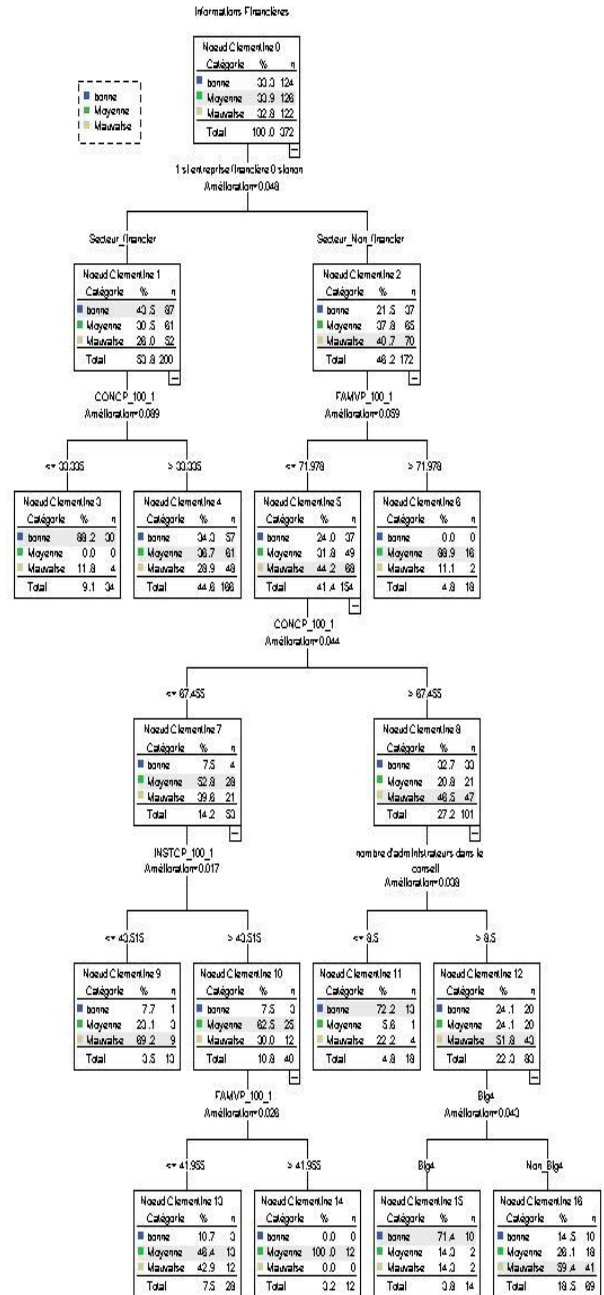 Informations Financières
Noeud Clementine 0
Catégorie % n
bonne 33.3 124
Moyenne 33.9 126
Mauvaise 32.8 122
Total 100.0 372
bonne
Moyenne
Mauvaise
1 si entreprise financière 0 sinon
Amélioration=0.048
Secteur_financier
Secteur_Non_financier
Noeud Clementine 1
Catégorie % n
bonne 43.5 87
Moyenne 30.5 61
Mauvaise 26.0 52
Total 53.8 200
Noeud Clementine 2
Catégorie % n
bonne 21.5 37
Moyenne 37.8 65
Mauvaise 40.7 70
Total 46.2 172
CONCP_100_1
Amélioration=0.089
FAMVP_100_1
Amélioration=0.059
<= 33.335
> 33.335
<= 71.978
> 71.978
Noeud Clementine 3
Catégorie % n
bonne 88.2 30
Moyenne 0.0 0
Mauvaise 11.8 4
Total 9.1 34
Noeud Clementine 4
Catégorie % n
bonne 34.3 57
Moyenne 36.7 61
Mauvaise 28.9 48
Total 44.6 166
Noeud Clementine 5
Catégorie % n
bonne 24.0 37
Moyenne 31.8 49
Mauvaise 44.2 68
Total 41.4 154
Noeud Clementine 6
Catégorie % n
bonne 0.0 0
Moyenne 88.9 16
Mauvaise 11.1 2
Total 4.8 18
CONCP_100_1
Amélioration=0.044
<= 67.455
> 67.455
Noeud Clementine 7
Catégorie % n
bonne 7.5 4
Moyenne 52.8 28
Mauvaise 39.6 21
Total 14.2 53
Noeud Clementine 8
Catégorie % n
bonne 32.7 33
Moyenne 20.8 21
Mauvaise 46.5 47
Total 27.2 101
INSTCP_100_1
Amélioration=0.017
nombre d'administrateurs dans le
conseil
Amélioration=0.038
<= 43.515
> 43.515
<= 8.5
> 8.5
Noeud Clementine 9
Catégorie % n
bonne 7.7 1
Moyenne 23.1 3
Mauvaise 69.2 9
Total 3.5 13
Noeud Clementine 10
Catégorie % n
bonne 7.5 3
Moyenne 62.5 25
Mauvaise 30.0 12
Total 10.8 40
Noeud Clementine 11
Catégorie % n
bonne 72.2 13
Moyenne 5.6 1
Mauvaise 22.2 4
Total 4.8 18
Noeud Clementine 12
Catégorie % n
bonne 24.1 20
Moyenne 24.1 20
Mauvaise 51.8 43
Total 22.3 83
FAMVP_100_1
Amélioration=0.026
Big4
Amélioration=0.043
<= 41.955
> 41.955
Big4
Non_Big4
Noeud Clementine 13
Catégorie % n
bonne 10.7 3
Moyenne 46.4 13
Mauvaise 42.9 12
Total 7.5 28
Noeud Clementine 14
Catégorie % n
bonne 0.0 0
Moyenne 100.0 12
Mauvaise 0.0 0
Total 3.2 12
Noeud Clementine 15
Catégorie % n
bonne 71.4 10
Moyenne 14.3 2
Mauvaise 14.3 2
Total 3.8 14
Noeud Clementine 16
Catégorie % n
bonne 14.5 10
Moyenne 26.1 18
Mauvaise 59.4 41
Total 18.5 69